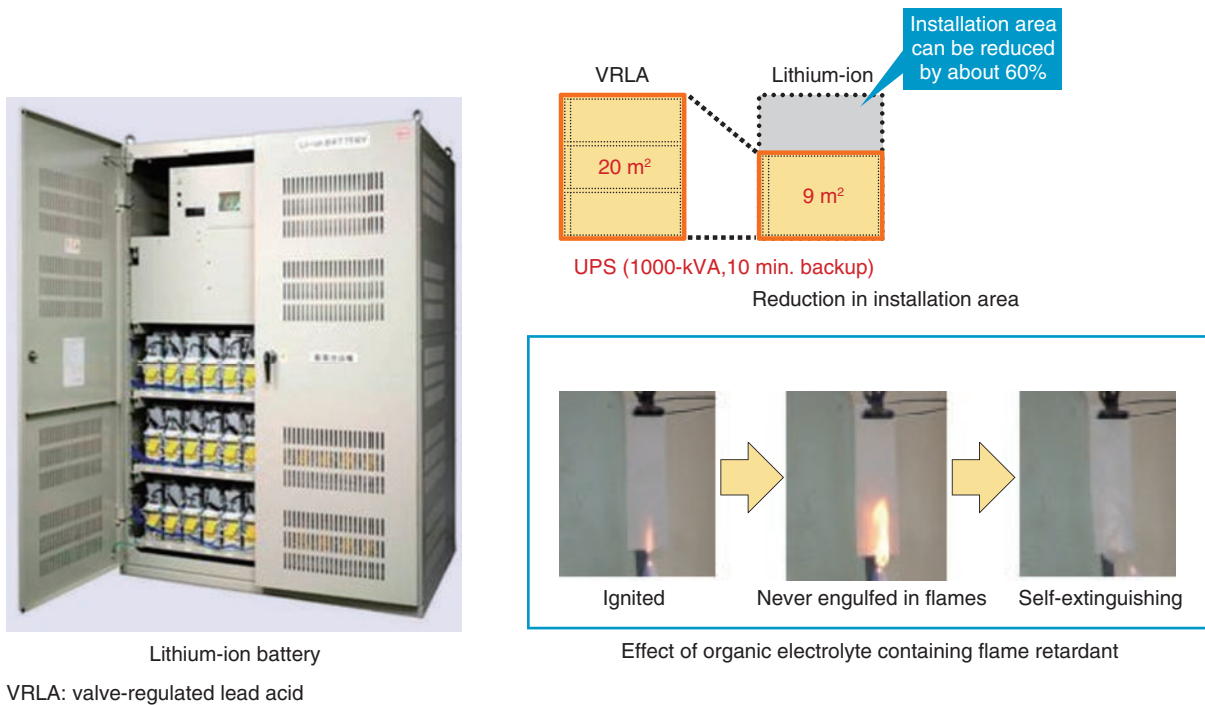 Installation area
can be reduced
by about 60%
VRLA
Lithium-ion
20 m²
9 m²
UPS (1000-kVA,10 min. backup)
Reduction in installation area
Ignited
Never engulfed in flames
Self-extinguishing
Lithium-ion battery
Effect of organic electrolyte containing flame retardant
VRLA: valve-regulated lead acid